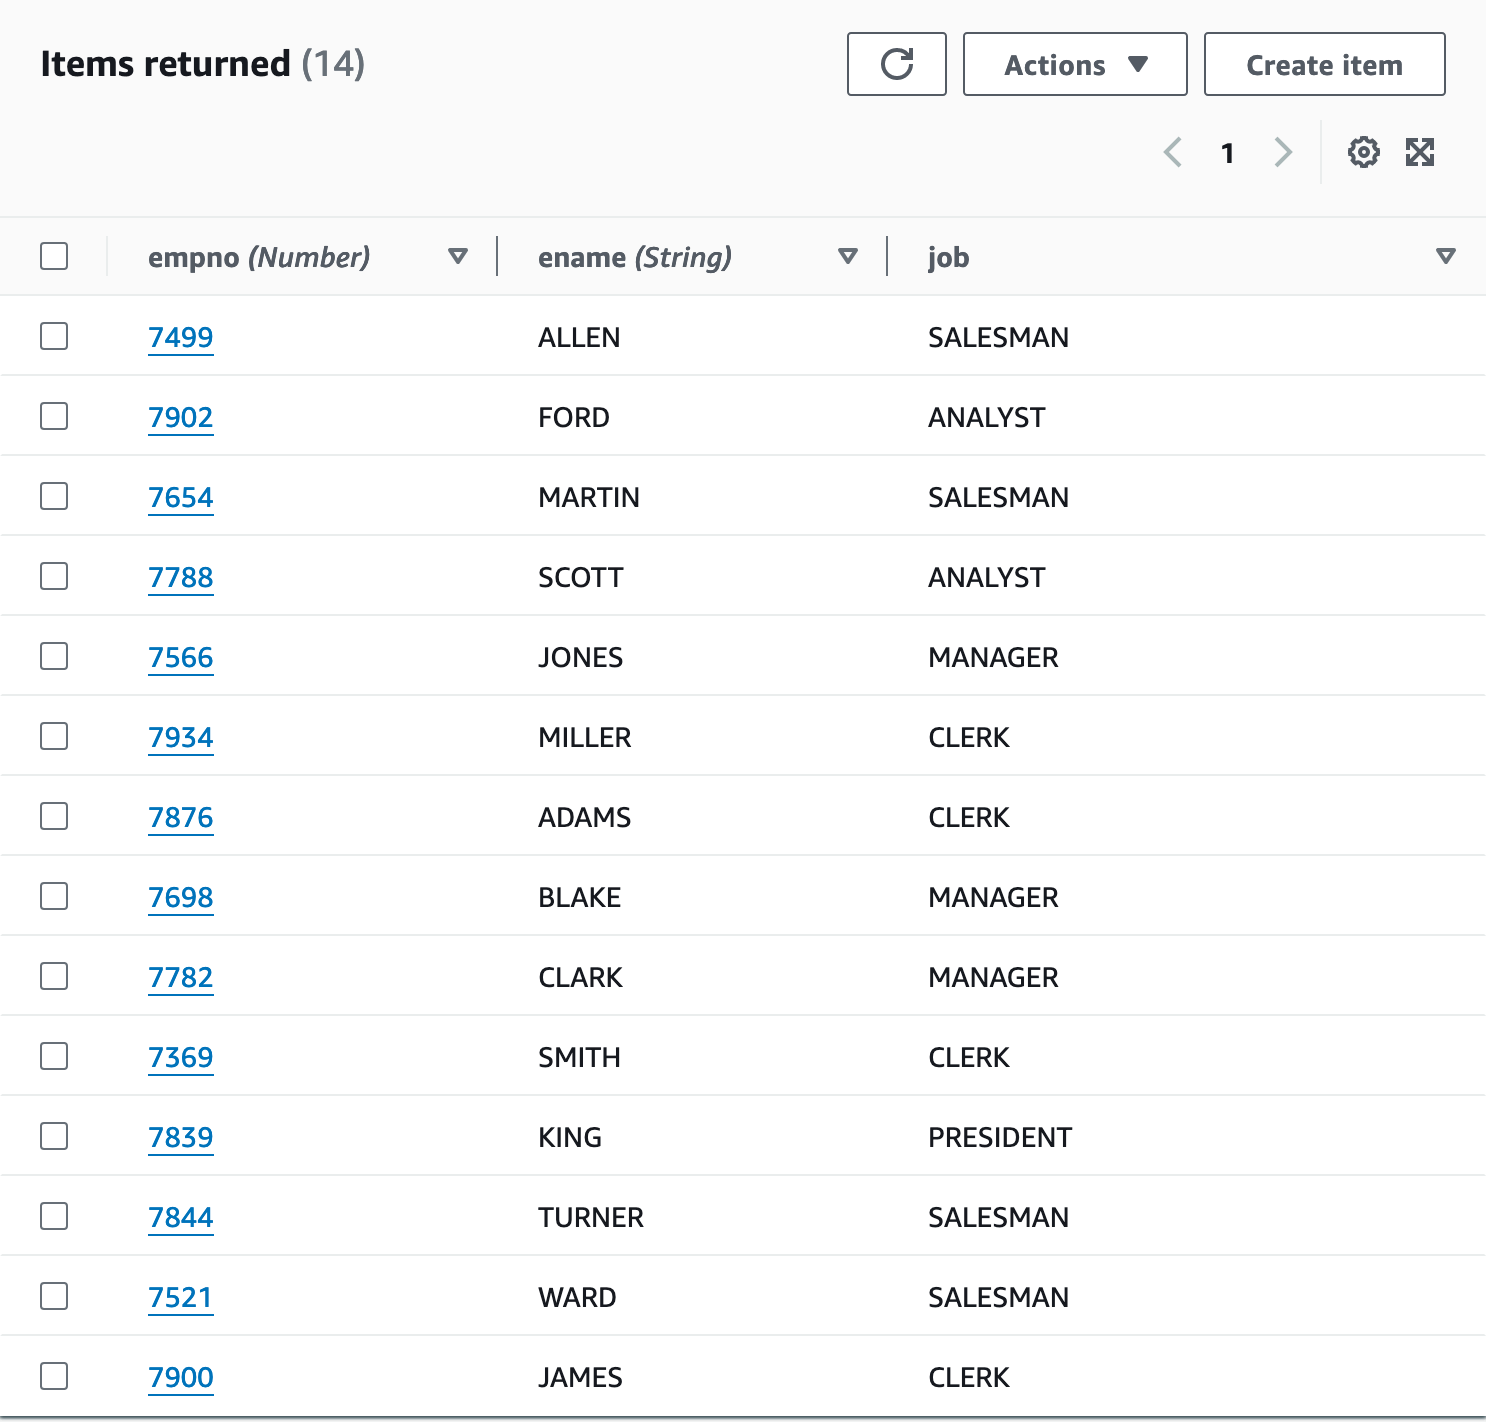 Items returned (14)
Actions
Create item
1
empno (Number) ename (String) job
7499 ALLEN SALESMAN
7902 FORD ANALYST
7654 MARTIN SALESMAN
7788 SCOTT ANALYST
7566 JONES MANAGER
7934 MILLER CLERK
7876 ADAMS CLERK
7698 BLAKE MANAGER
7782 CLARK MANAGER
7369 SMITH CLERK
7839 KING PRESIDENT
7844 TURNER SALESMAN
7521 WARD SALESMAN
7900 JAMES CLERK